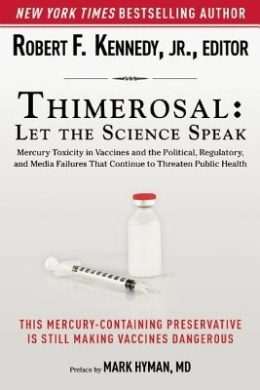 NEW YORK TIMES BESTSELLING AUTHOR
ROBERT F. KENNEDY, JR., EDITOR
THIMEROSAL:
LET THE SCIENCE SPEAK
Mercury Toxicity in Vaccines and the Political, Regulatory,
and Media Failures That Continue to Threaten Public Health
THIS MERCURY-CONTAINING PRESERVATIVE
IS STILL MAKING VACCINES DANGEROUS
Preface by MARK HYMAN, MD